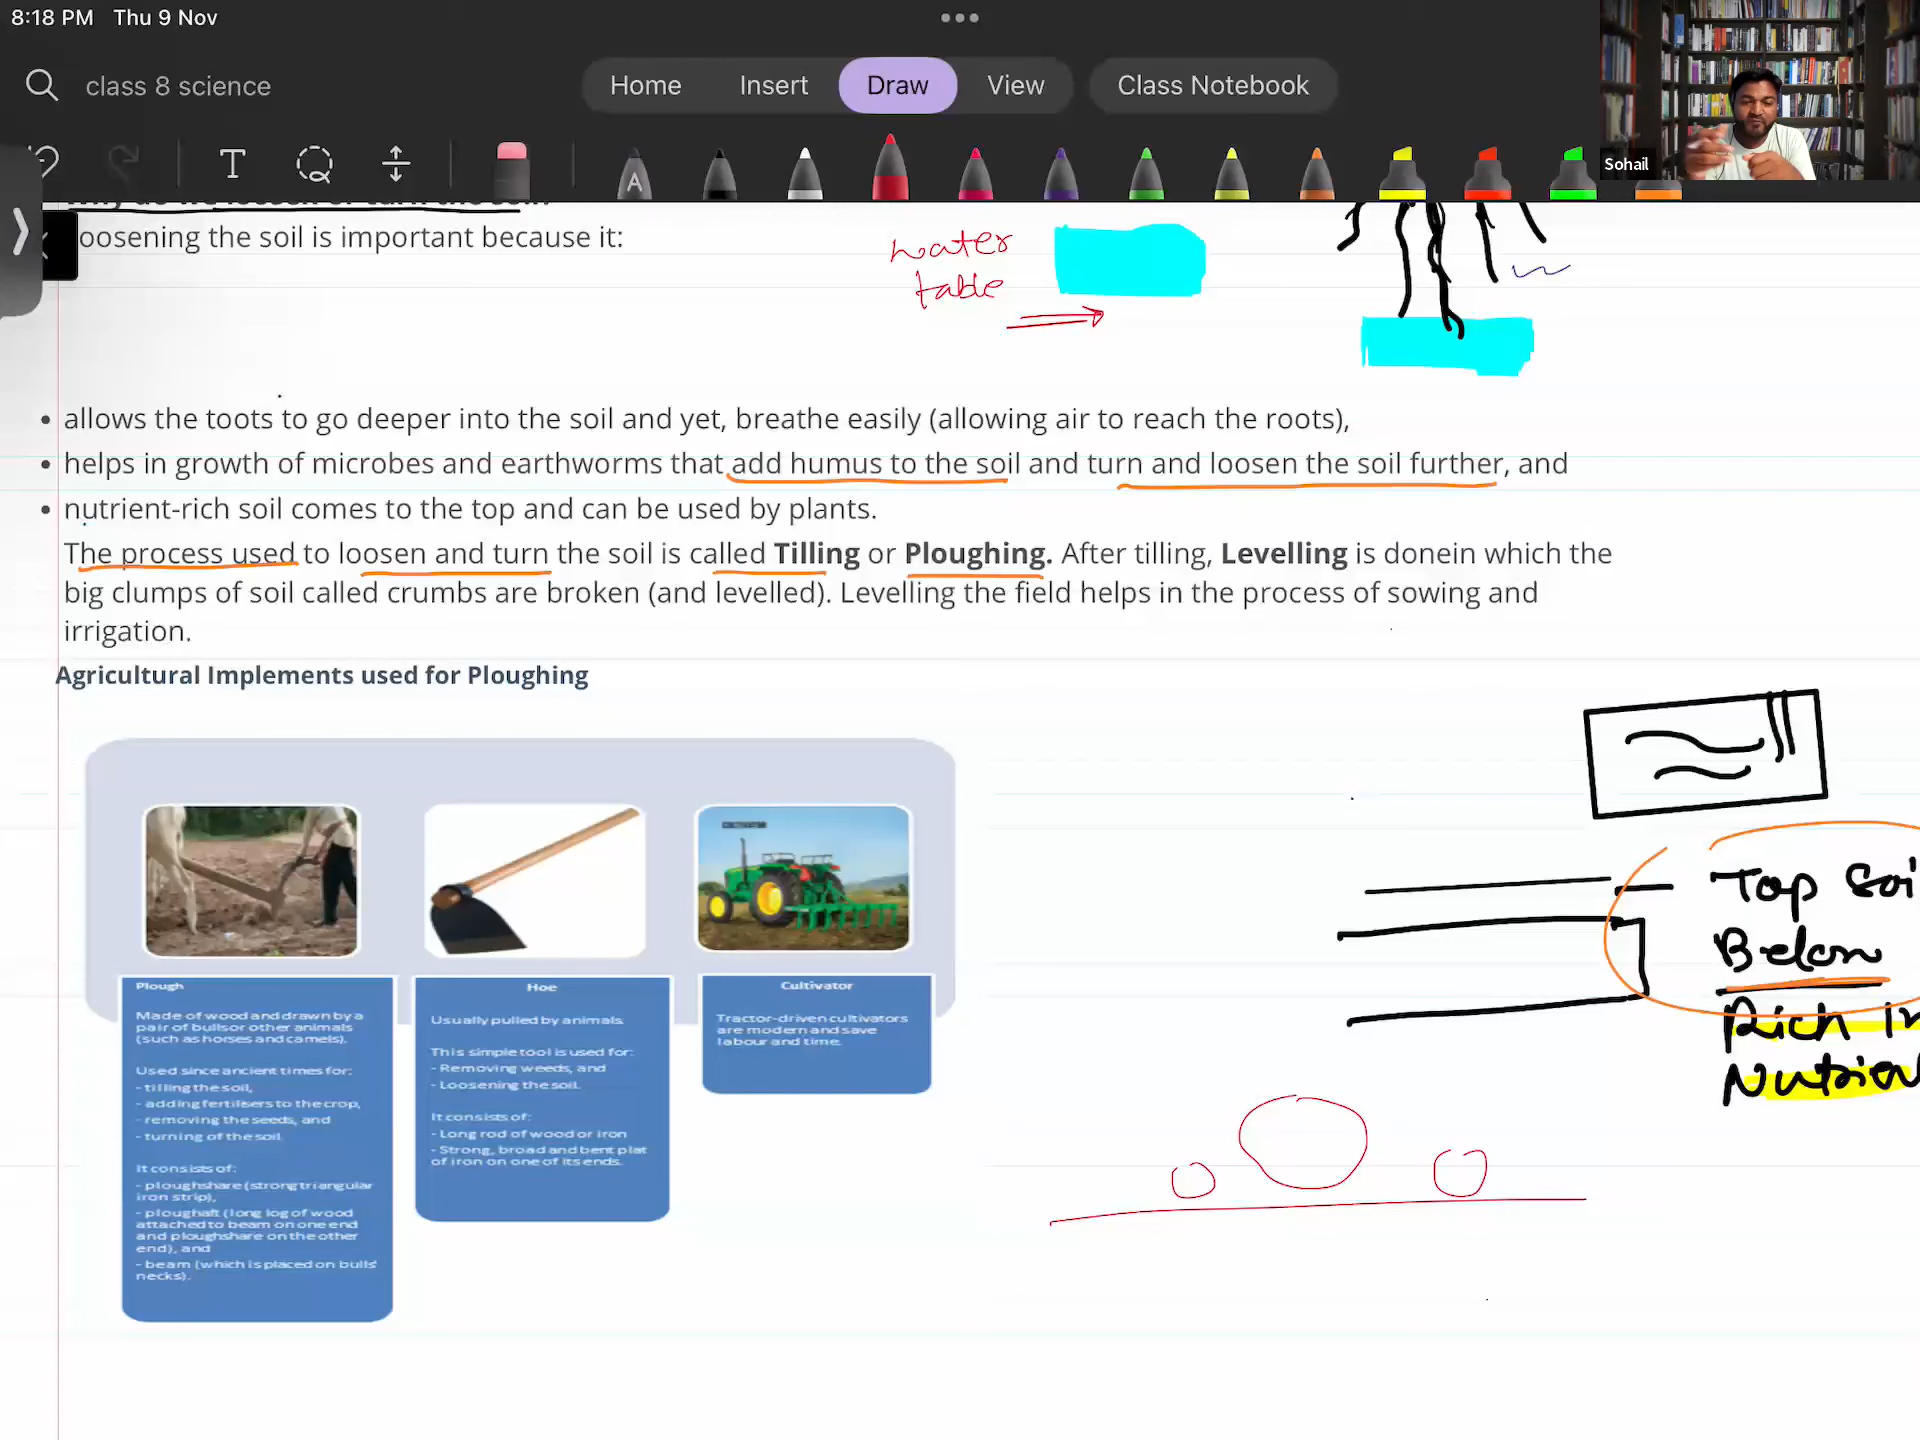 8:18 PM Thu 9 Nov
class 8 science
Home Insert Draw View Class Notebook
T
A
Sohail
oosening the soil is important because it:
water
table
• allows the toots to go deeper into the soil and yet, breathe easily (allowing air to reach the roots),
• helps in growth of microbes and earthworms that add humus to the soil and turn and loosen the soil further, and
• nutrient-rich soil comes to the top and can be used by plants.
The process used to loosen and turn the soil is called Tilling or Ploughing. After tilling, Levelling is donein which the
big clumps of soil called crumbs are broken (and levelled). Levelling the field helps in the process of sowing and
irrigation.
Agricultural Implements used for Ploughing
Plough
Made of wood and drawn by a
pair of bullsor other animals
(such as horses and camels).
Used since ancient times for:
- tilling the soil,
- adding fertilisers to the crop,
- removing the seeds, and
- turning of the soil.
It consists of:
- ploughshare (strong triangular
iron strip),
- ploughaft (long log of wood
attached to beam on one end
and ploughshare on the other
end), and
- beam (which is placed on bulls'
necks).
Hoe
Usually pulled by animals.
This simple tool is used for:
- Removing weeds, and
- Loosening the soil.
It consists of:
- Long rod of wood or iron
- Strong, broad and bent plat
of iron on one of its ends.
Cultivator
Tractor-driven cultivators
are modern and save
labour and time.
Top Soi
Below
Rich in
Nutrien